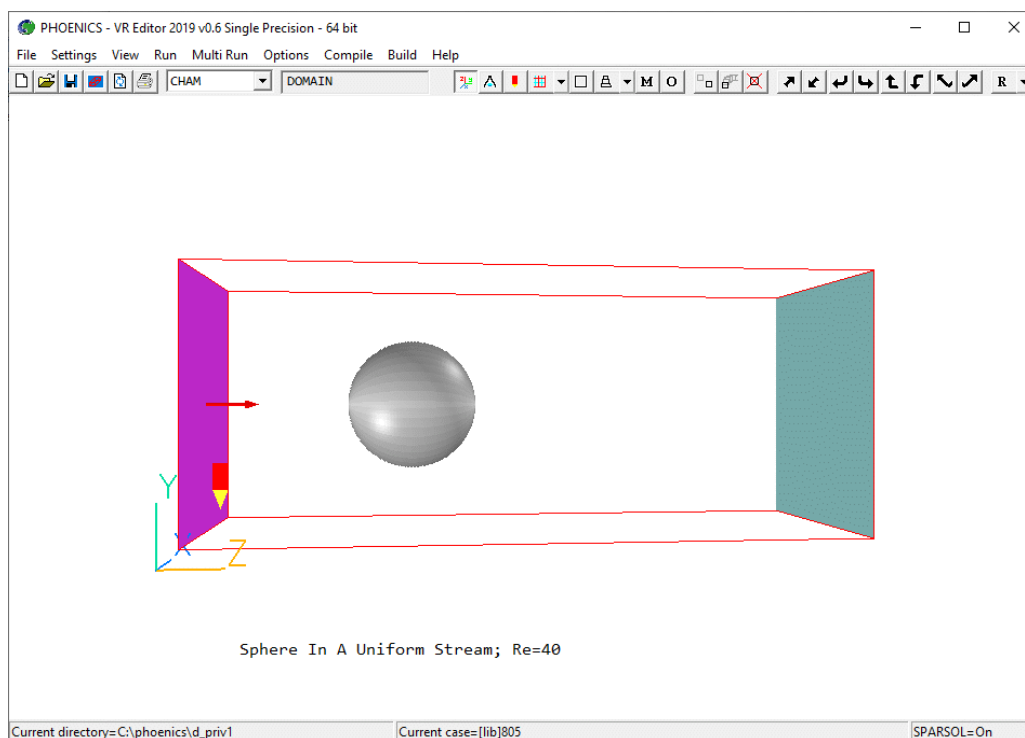 PHOENICS - VR Editor 2019 v0.6 Single Precision - 64 bit
File Settings View Run Multi Run Options Compile Build Help
CHAM DOMAIN M O R
Y
X
Z
Sphere In A Uniform Stream; Re=40
Current directory=C:\phoenics\d_priv1 Current case=[lib]805 SPARSOL=On